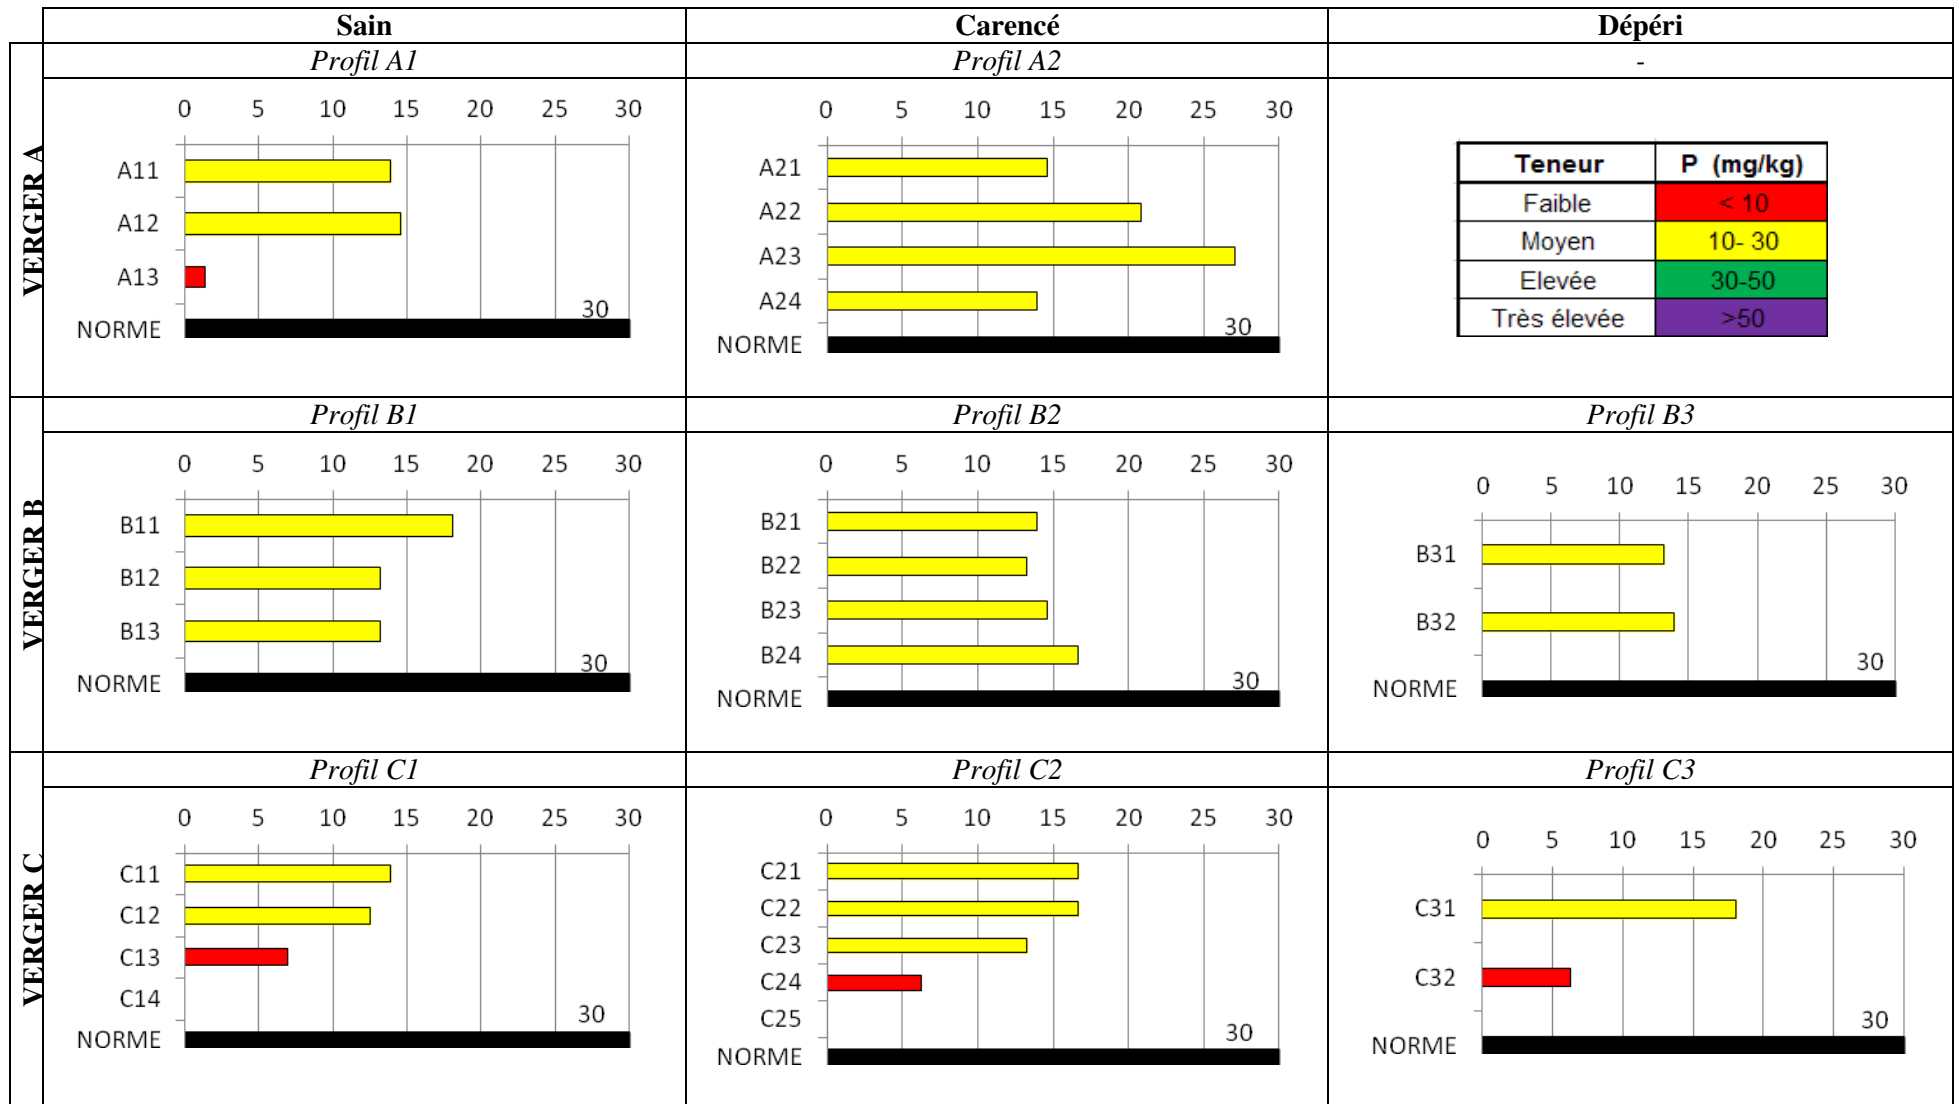 Sain Carencé Dépéri
VERGER A
Profil A1 Profil A2 -
0 5 10 15 20 25 30
A11
A12
A13
30
NORME
0 5 10 15 20 25 30
A21
A22
A23
A24
30
NORME
Teneur P (mg/kg)
Faible < 10
Moyen 10- 30
Elevée 30-50
Très élevée >50
VERGER B
Profil B1 Profil B2 Profil B3
0 5 10 15 20 25 30
B11
B12
B13
30
NORME
0 5 10 15 20 25 30
B21
B22
B23
B24
30
NORME
0 5 10 15 20 25 30
B31
B32
30
NORME
VERGER C
Profil C1 Profil C2 Profil C3
0 5 10 15 20 25 30
C11
C12
C13
C14
30
NORME
0 5 10 15 20 25 30
C21
C22
C23
C24
C25
30
NORME
0 5 10 15 20 25 30
C31
C32
30
NORME